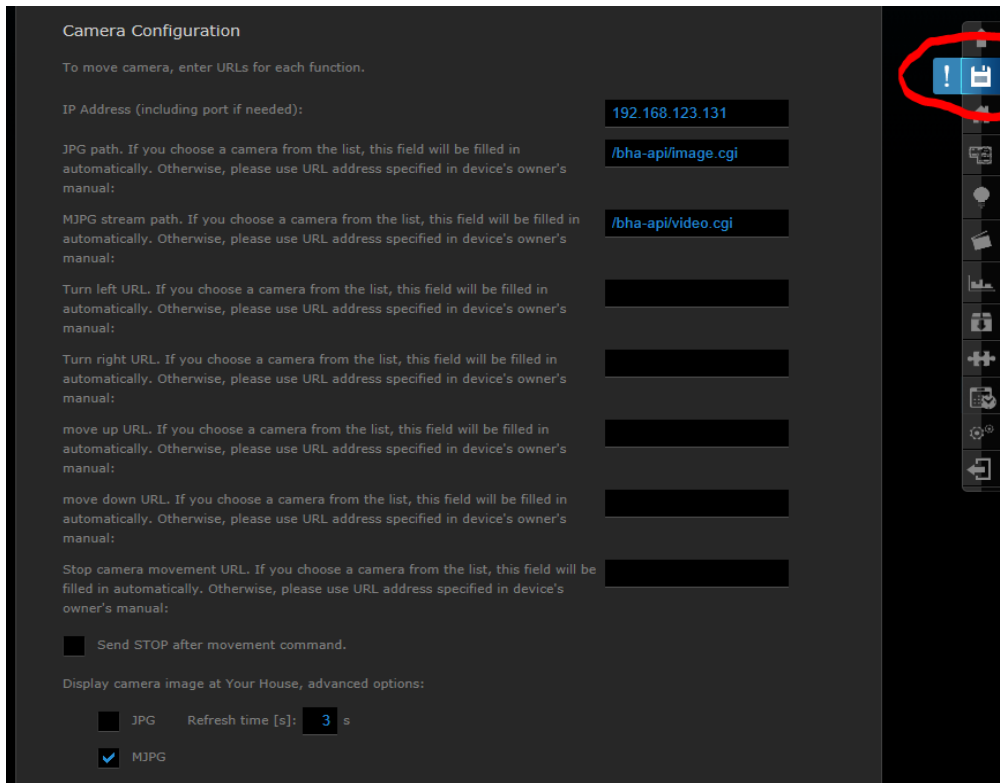 Camera Configuration
To move camera, enter URLs for each function.
IP Address (including port if needed):
192.168.123.131
JPG path. If you choose a camera from the list, this field will be filled in
automatically. Otherwise, please use URL address specified in device's owner's
manual:
/bha-api/image.cgi
MJPG stream path. If you choose a camera from the list, this field will be filled in
automatically. Otherwise, please use URL address specified in device's owner's
manual:
/bha-api/video.cgi
Turn left URL. If you choose a camera from the list, this field will be filled in
automatically. Otherwise, please use URL address specified in device's owner's
manual:
Turn right URL. If you choose a camera from the list, this field will be filled in
automatically. Otherwise, please use URL address specified in device's owner's
manual:
move up URL. If you choose a camera from the list, this field will be filled in
automatically. Otherwise, please use URL address specified in device's owner's
manual:
move down URL. If you choose a camera from the list, this field will be filled in
automatically. Otherwise, please use URL address specified in device's owner's
manual:
Stop camera movement URL. If you choose a camera from the list, this field will be
filled in automatically. Otherwise, please use URL address specified in device's
owner's manual:
Send STOP after movement command.
Display camera image at Your House, advanced options:
JPG Refresh time [s]: 3 s
MJPG
!